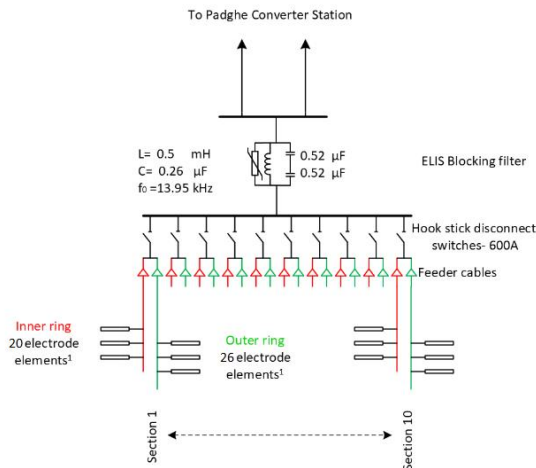 To Padghe Converter Station
L= 0.5 mH
C= 0.26 µF
f₀ =13.95 kHz
0.52 µF
0.52 µF
ELIS Blocking filter
Hook stick disconnect
switches- 600A
Feeder cables
Inner ring
20 electrode
elements¹
Outer ring
26 electrode
elements¹
Section 1
Section 10